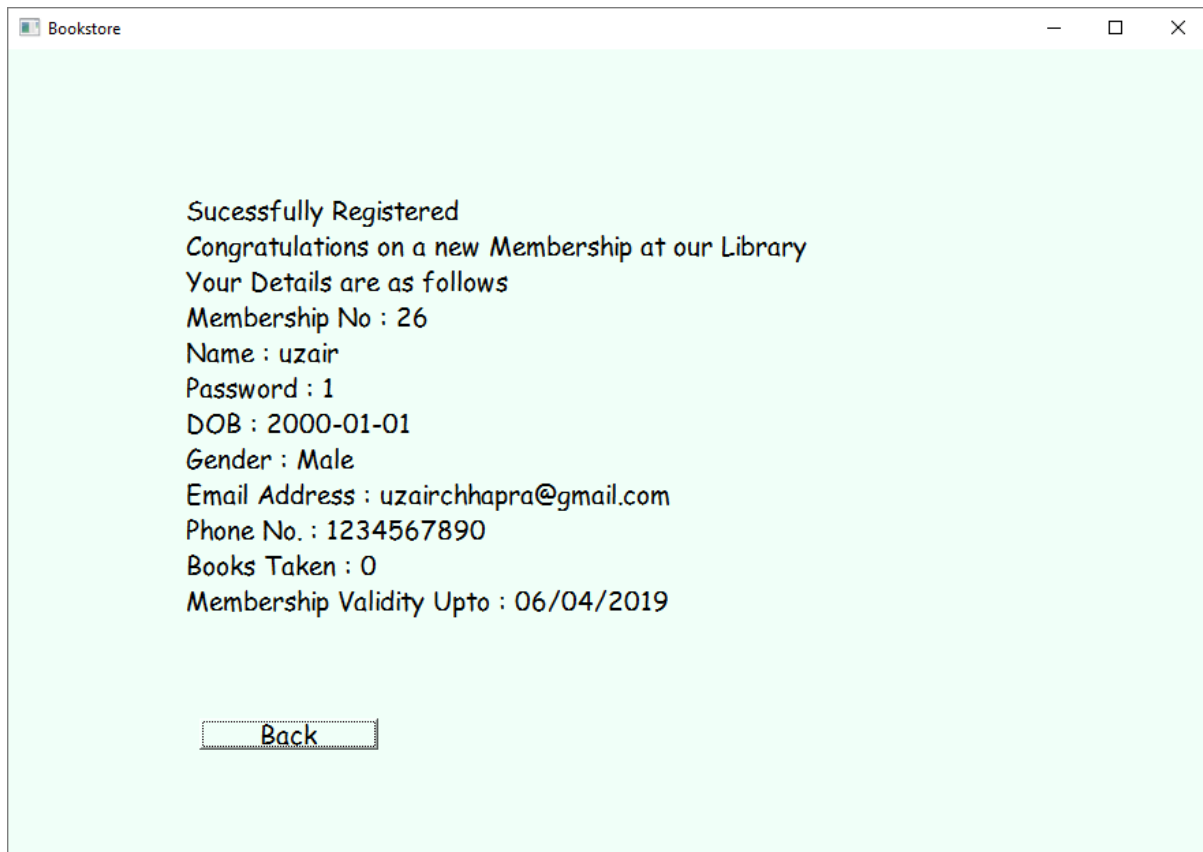 Bookstore
Sucessfully Registered
Congratulations on a new Membership at our Library
Your Details are as follows
Membership No : 26
Name : uzair
Password : 1
DOB : 2000-01-01
Gender : Male
Email Address : uzairchhapra@gmail.com
Phone No. : 1234567890
Books Taken : 0
Membership Validity Upto : 06/04/2019
Back